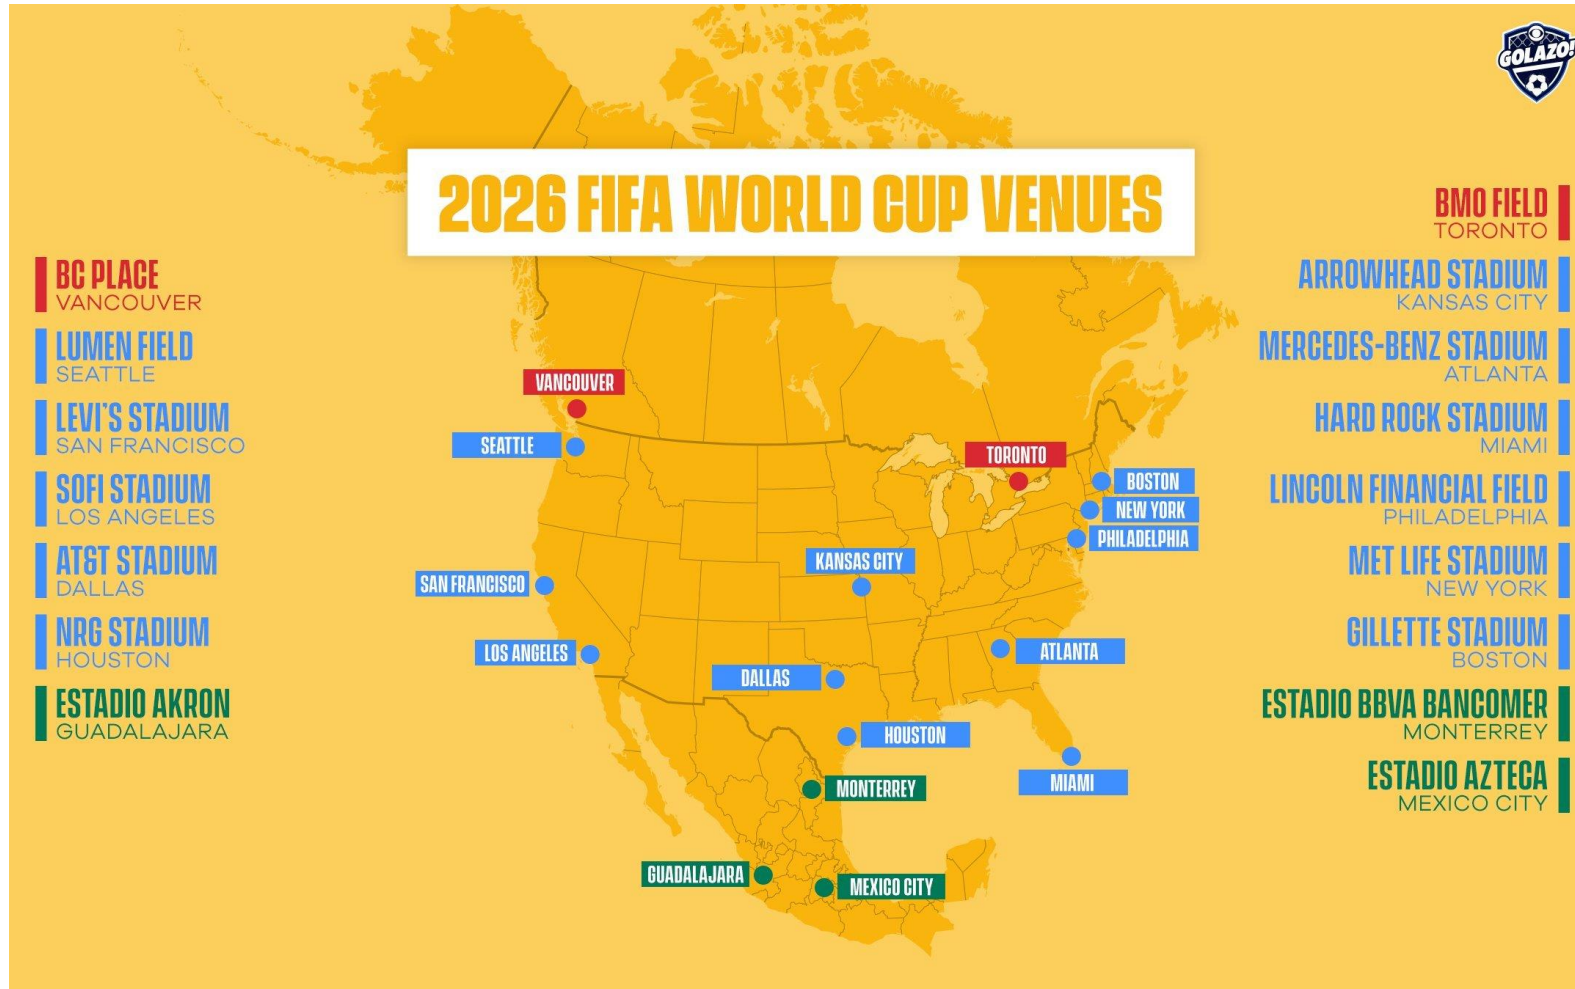 GOLAZO!
2026 FIFA WORLD CUP VENUES
BC PLACE
VANCOUVER
LUMEN FIELD
SEATTLE
LEVI'S STADIUM
SAN FRANCISCO
SOFI STADIUM
LOS ANGELES
AT&T STADIUM
DALLAS
NRG STADIUM
HOUSTON
ESTADIO AKRON
GUADALAJARA
VANCOUVER
SEATTLE
TORONTO
BOSTON
NEW YORK
PHILADELPHIA
KANSAS CITY
SAN FRANCISCO
LOS ANGELES
ATLANTA
DALLAS
HOUSTON
MIAMI
MONTERREY
GUADALAJARA
MEXICO CITY
BMO FIELD
TORONTO
ARROWHEAD STADIUM
KANSAS CITY
MERCEDES-BENZ STADIUM
ATLANTA
HARD ROCK STADIUM
MIAMI
LINCOLN FINANCIAL FIELD
PHILADELPHIA
MET LIFE STADIUM
NEW YORK
GILLETTE STADIUM
BOSTON
ESTADIO BBVA BANCOMER
MONTERREY
ESTADIO AZTECA
MEXICO CITY